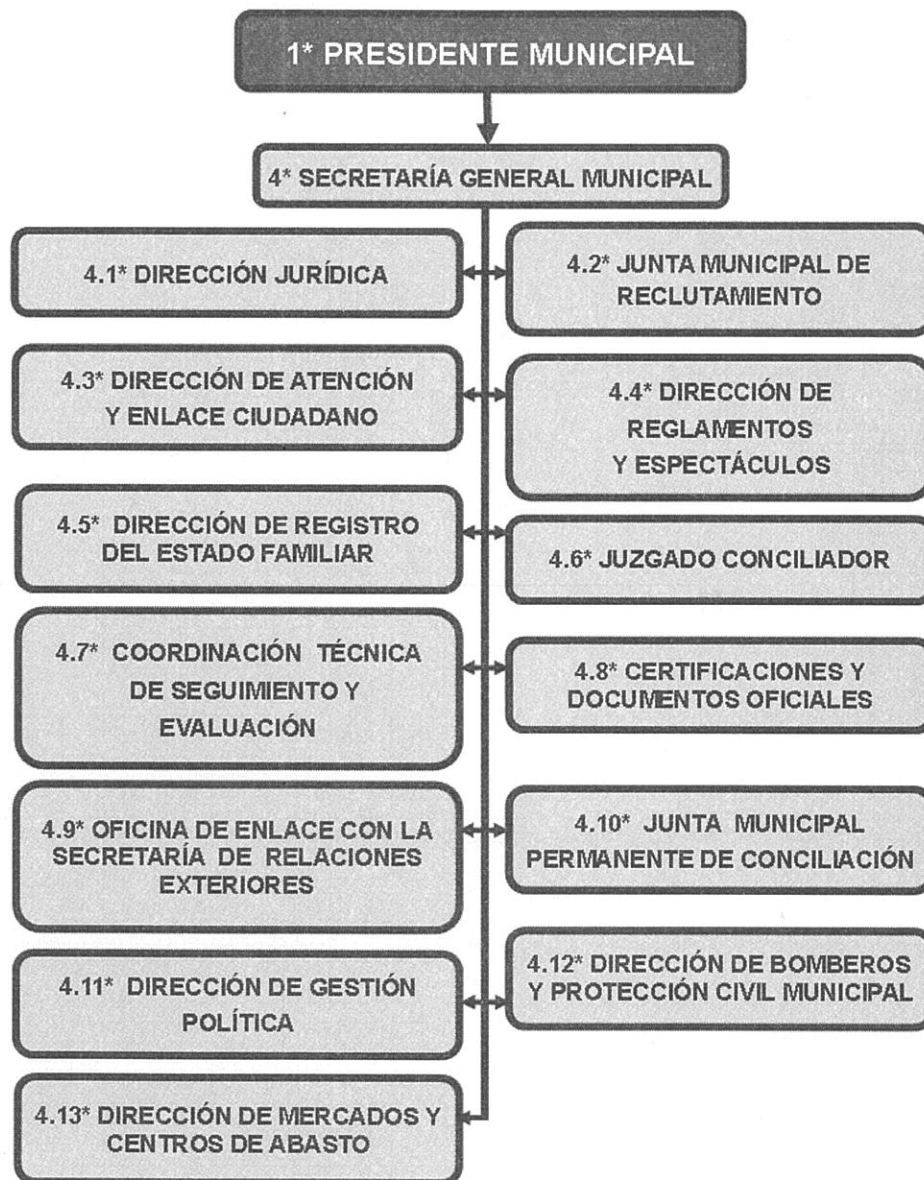 1* PRESIDENTE MUNICIPAL
4* SECRETARÍA GENERAL MUNICIPAL
4.1* DIRECCIÓN JURÍDICA
4.2* JUNTA MUNICIPAL DE
RECLUTAMIENTO
4.3* DIRECCIÓN DE ATENCIÓN
Y ENLACE CIUDADANO
4.4* DIRECCIÓN DE
REGLAMENTOS
Y ESPECTÁCULOS
4.5* DIRECCIÓN DE REGISTRO
DEL ESTADO FAMILIAR
4.6* JUZGADO CONCILIADOR
4.7* COORDINACIÓN TÉCNICA
DE SEGUIMIENTO Y
EVALUACIÓN
4.8* CERTIFICACIONES Y
DOCUMENTOS OFICIALES
4.9* OFICINA DE ENLACE CON LA
SECRETARÍA DE RELACIONES
EXTERIORES
4.10* JUNTA MUNICIPAL
PERMANENTE DE CONCILIACIÓN
4.11* DIRECCIÓN DE GESTIÓN
POLÍTICA
4.12* DIRECCIÓN DE BOMBEROS
Y PROTECCIÓN CIVIL MUNICIPAL
4.13* DIRECCIÓN DE MERCADOS Y
CENTROS DE ABASTO